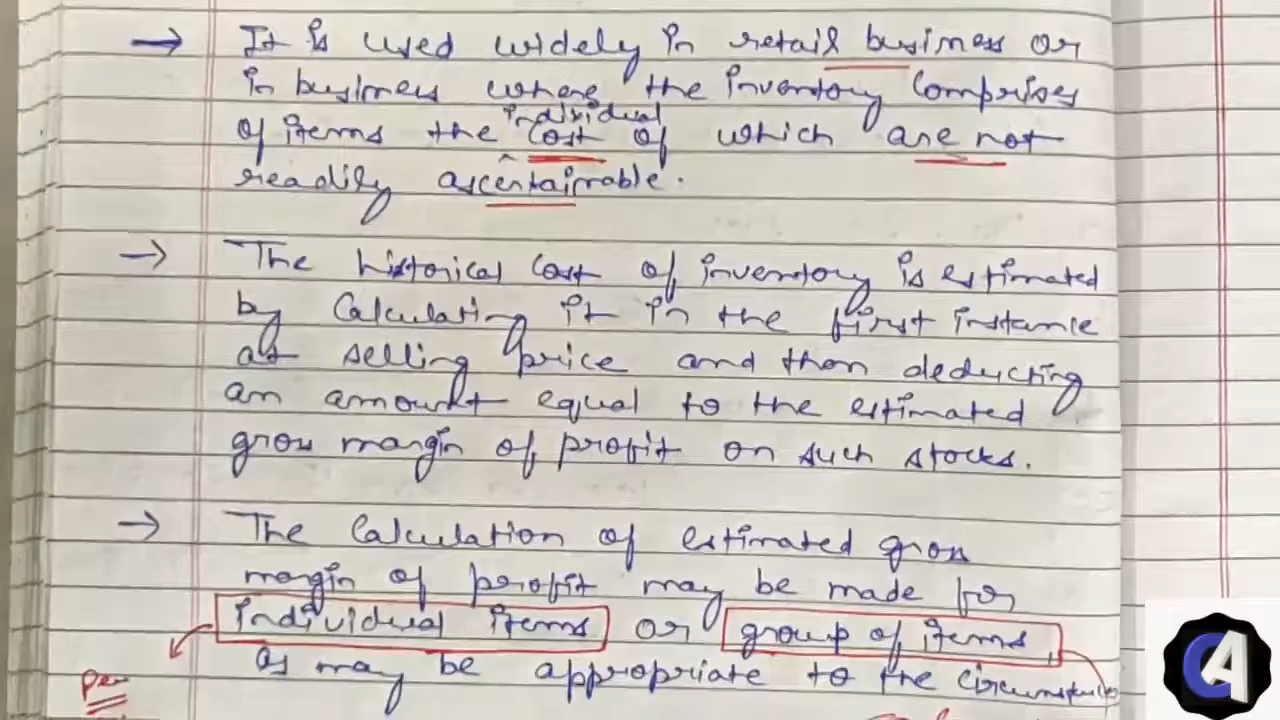 → It is used widely in retail business or
in business where the inventory comprises
individual
of items the cost of which are not
readily ascertainable.
→ The historical cost of inventory is estimated
by calculating it in the first instance
at selling price and then deducting
an amount equal to the estimated
gross margin of profit on such stocks.
→ The calculation of estimated gross
margin of profit may be made for
individual items or group of items
as may be appropriate to the circumstances
Pen
CA